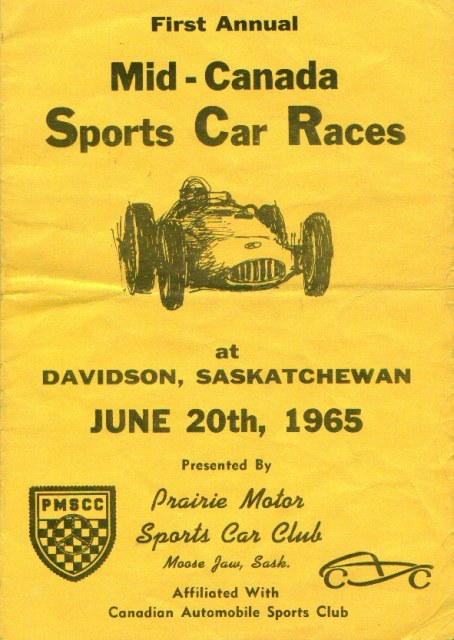 First Annual
Mid - Canada
Sports Car Races
at
DAVIDSON, SASKATCHEWAN
JUNE 20th, 1965
Presented By
PMSCC
Prairie Motor
Sports Car Club
Moose Jaw, Sask.
Affiliated With
Canadian Automobile Sports Club